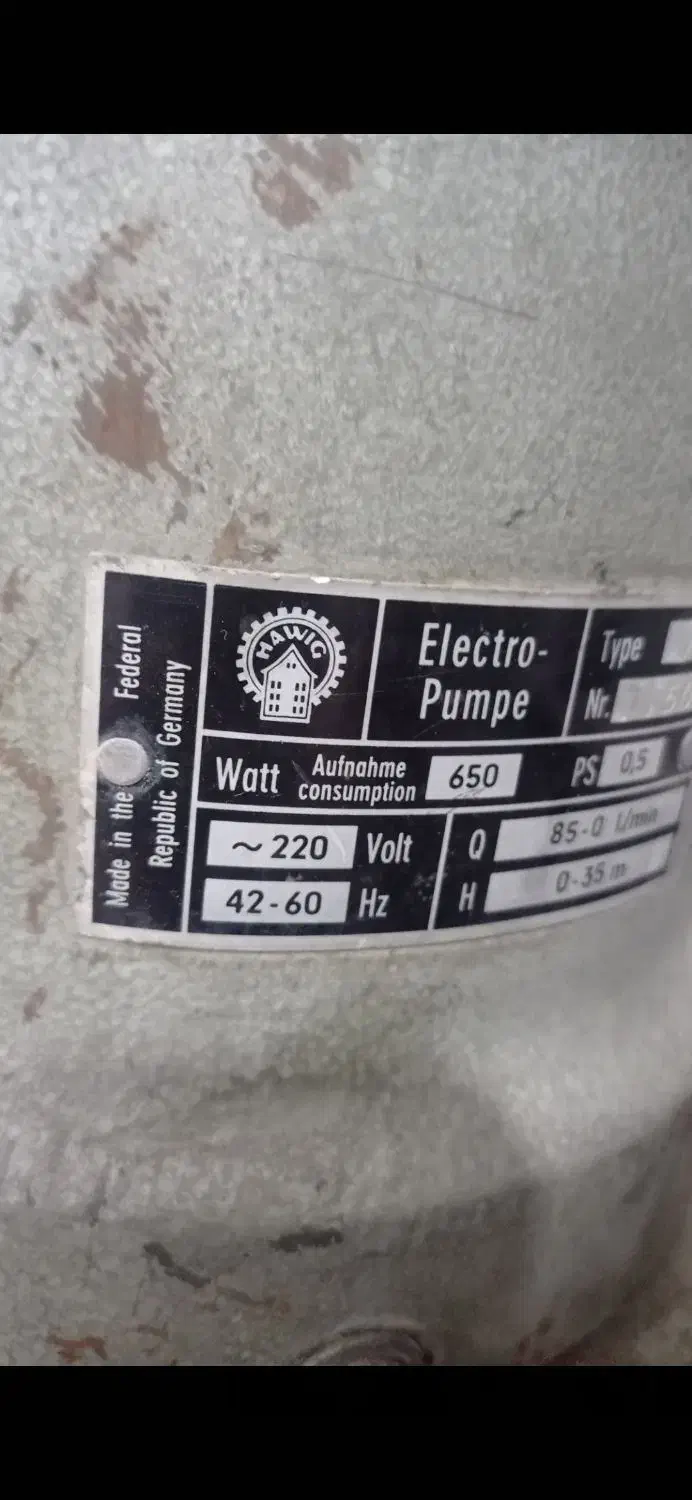 Made in the Federal
Republic of Germany
HAWIG
Electro-
Pumpe
Type
Nr.
Watt Aufnahme
consumption 650 PS 0,5
~ 220 Volt
42-60 Hz
Q 85-0 l/min
H 0-35 m